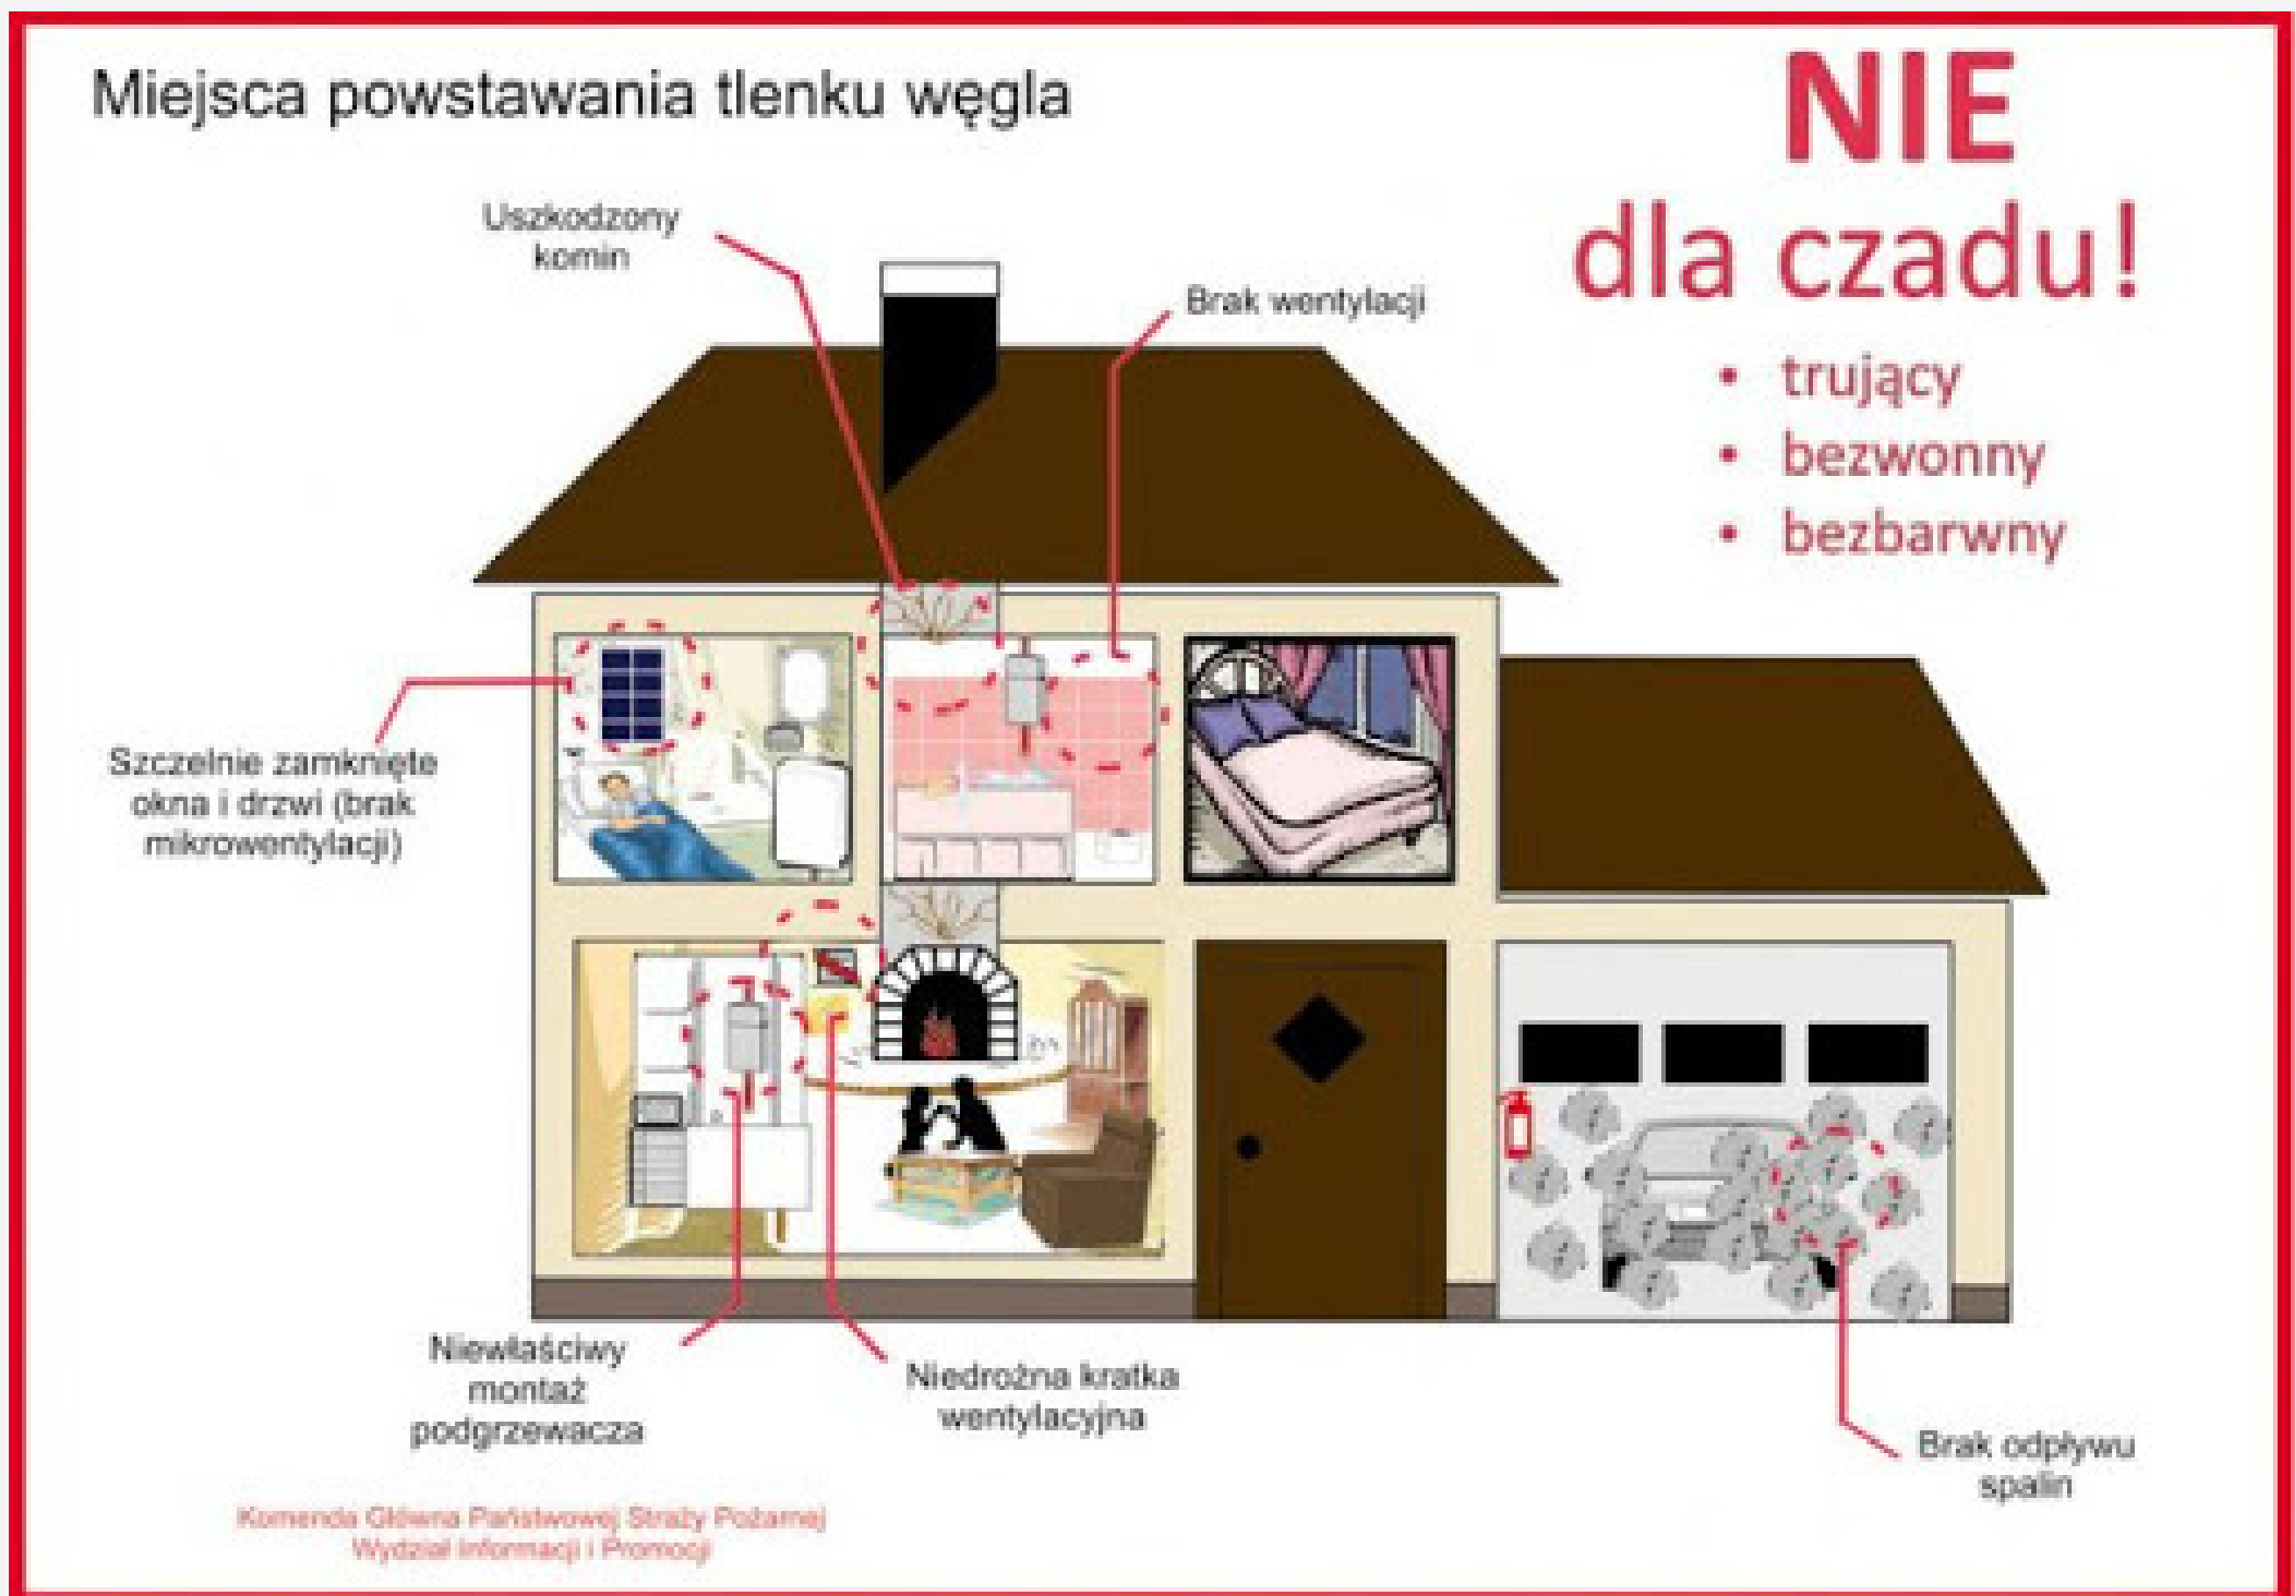 Miejsca powstawania tlenku węgla
NIE
dla czadu!
• trujący
• bezwonny
• bezbarwny
Uszkodzony
komin
Brak wentylacji
Szczelnie zamknięte
okna i drzwi (brak
mikrowentylacji)
Niewłaściwy
montaż
podgrzewacza
Niedrożna kratka
wentylacyjna
Brak odpływu
spalin
Komenda Główna Państwowej Straży Pożarnej
Wydział Informacji i Promocji